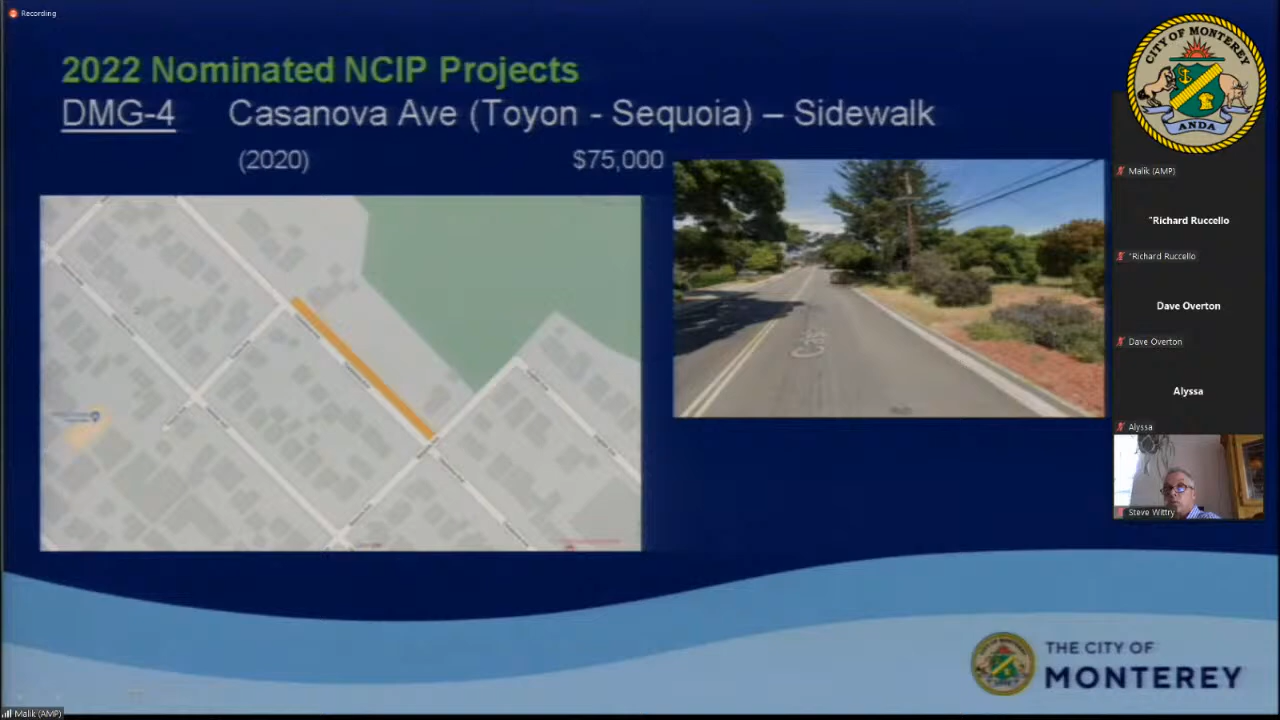 Recording
2022 Nominated NCIP Projects
DMG-4 Casanova Ave (Toyon - Sequoia) – Sidewalk
(2020) $75,000
CITY OF MONTEREY
ANDA
Malik (AMP)
"Richard Ruccello
"Richard Ruccello
Dave Overton
Dave Overton
Alyssa
Alyssa
Steve Wittry
THE CITY OF
MONTEREY
Malik (AMP)